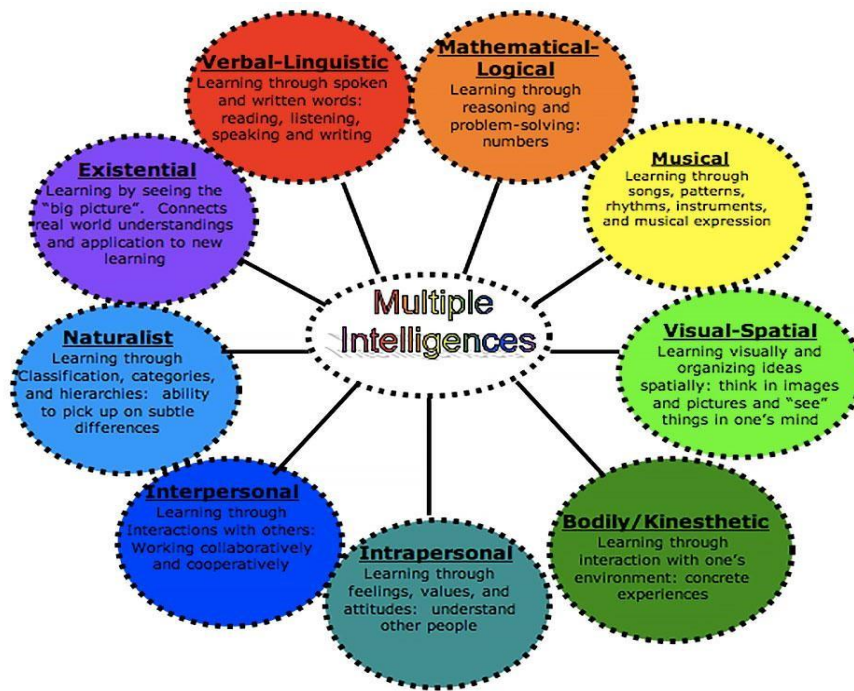 Verbal-Linguistic
Learning through spoken
and written words:
reading, listening,
speaking and writing
Mathematical-
Logical
Learning through
reasoning and
problem-solving:
numbers
Musical
Learning through
songs, patterns,
rhythms, instruments,
and musical expression
Visual-Spatial
Learning visually and
organizing ideas
spatially: think in images
and pictures and “see”
things in one’s mind
Bodily/Kinesthetic
Learning through
interaction with one’s
environment: concrete
experiences
Intrapersonal
Learning through
feelings, values, and
attitudes: understand
other people
Interpersonal
Learning through
Interactions with others:
Working collaboratively
and cooperatively
Naturalist
Learning through
Classification, categories,
and hierarchies: ability
to pick up on subtle
differences
Existential
Learning by seeing the
“big picture”. Connects
real world understandings
and application to new
learning
Multiple
Intelligences